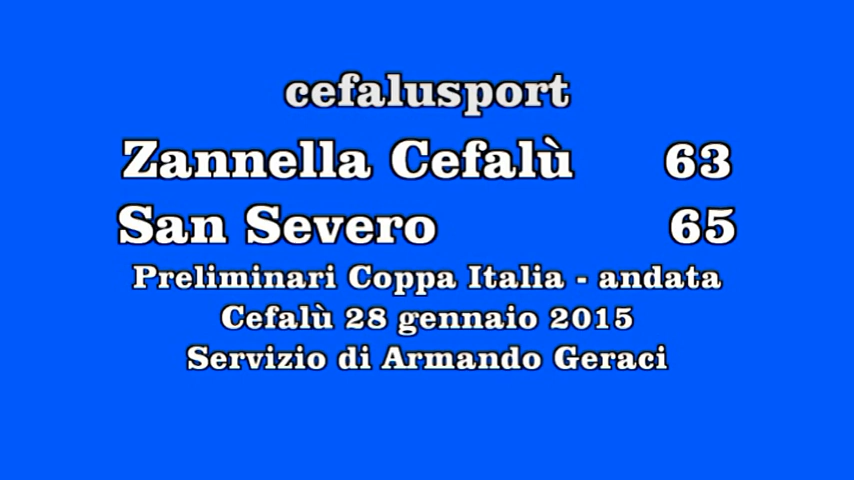 cefalusport
Zannella Cefalù 63
San Severo 65
Preliminari Coppa Italia - andata
Cefalù 28 gennaio 2015
Servizio di Armando Geraci